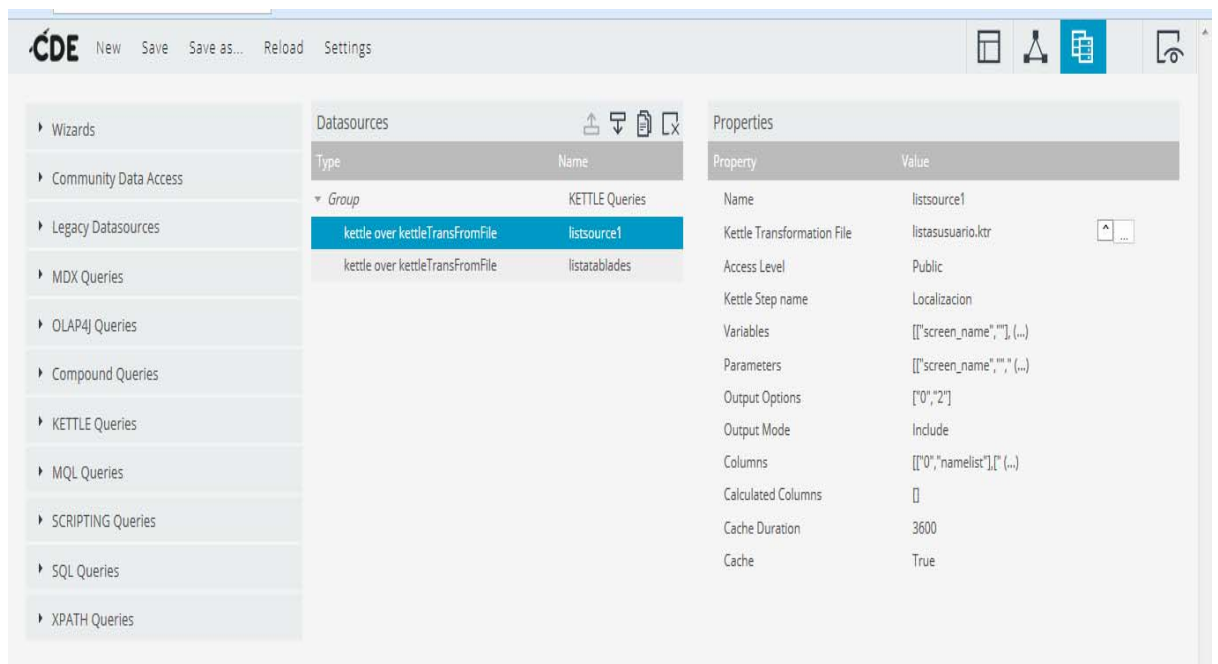 CDE New Save Save as... Reload Settings
Wizards
Community Data Access
Legacy Datasources
MDX Queries
OLAP4J Queries
Compound Queries
KETTLE Queries
MQL Queries
SCRIPTING Queries
SQL Queries
XPATH Queries
Datasources
Type Name
Group KETTLE Queries
kettle over kettleTransFromFile listsource1
kettle over kettleTransFromFile listatablades
Properties
Property Value
Name listsource1
Kettle Transformation File listasusuario.ktr ^ ...
Access Level Public
Kettle Step name Localizacion
Variables [["screen_name",""], (...)
Parameters [["screen_name",""," (...)
Output Options ["0","2"]
Output Mode Include
Columns [["0","namelist"],[" (...)
Calculated Columns []
Cache Duration 3600
Cache True